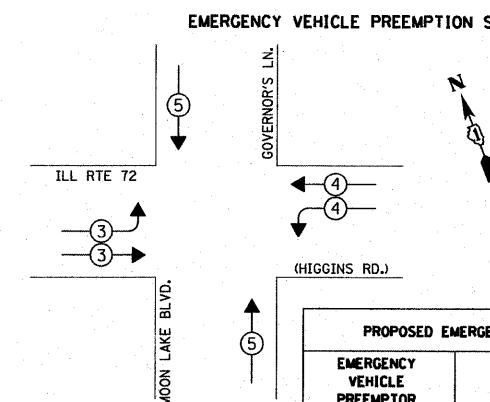 EMERGENCY VEHICLE PREEMPTION S
GOVERNOR'S LN.
N
5
1
ILL RTE 72
4
4
3
3
(HIGGINS RD.)
MOON LAKE BLVD.
5
PROPOSED EMERGE
EMERGENCY
VEHICLE
PREEMPTOR